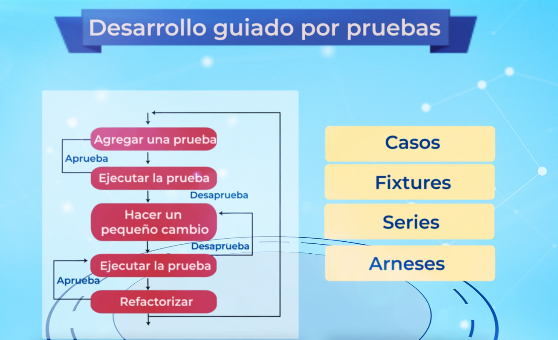 Desarrollo guiado por pruebas
Agregar una prueba
Aprueba
Ejecutar la prueba
Desaprueba
Hacer un
pequeño cambio
Desaprueba
Ejecutar la prueba
Aprueba
Refactorizar
Casos
Fixtures
Series
Arneses